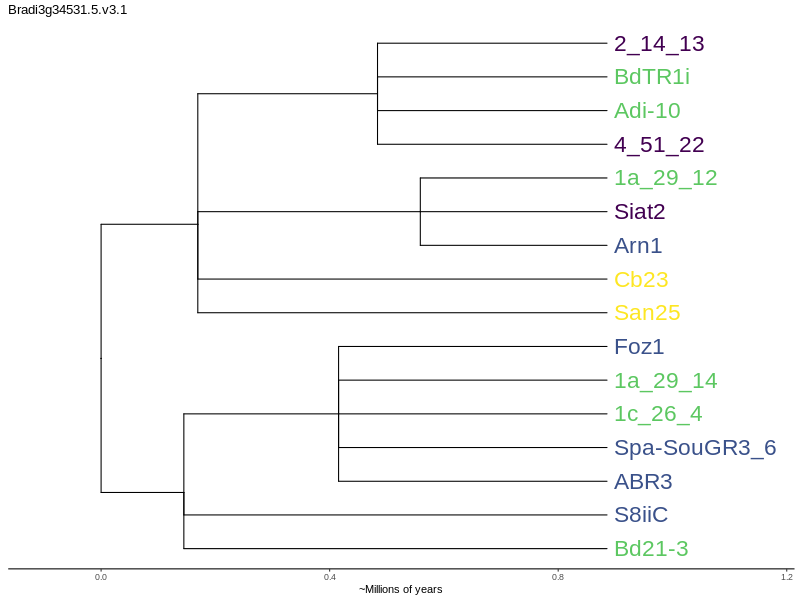 Bradi3g34531.5.v3.1
2_14_13
BdTR1i
Adi-10
4_51_22
1a_29_12
Siat2
Arn1
Cb23
San25
Foz1
1a_29_14
1c_26_4
Spa-SouGR3_6
ABR3
S8iiC
Bd21-3
0.0 0.4 0.8 1.2
~Millions of years